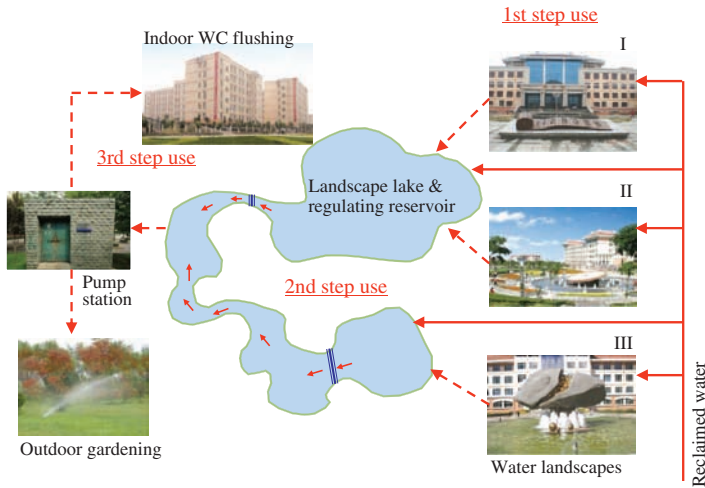 1st step use
Indoor WC flushing
I
3rd step use
Landscape lake &
regulating reservoir
II
2nd step use
Pump
station
III
Outdoor gardening
Water landscapes
Reclaimed water